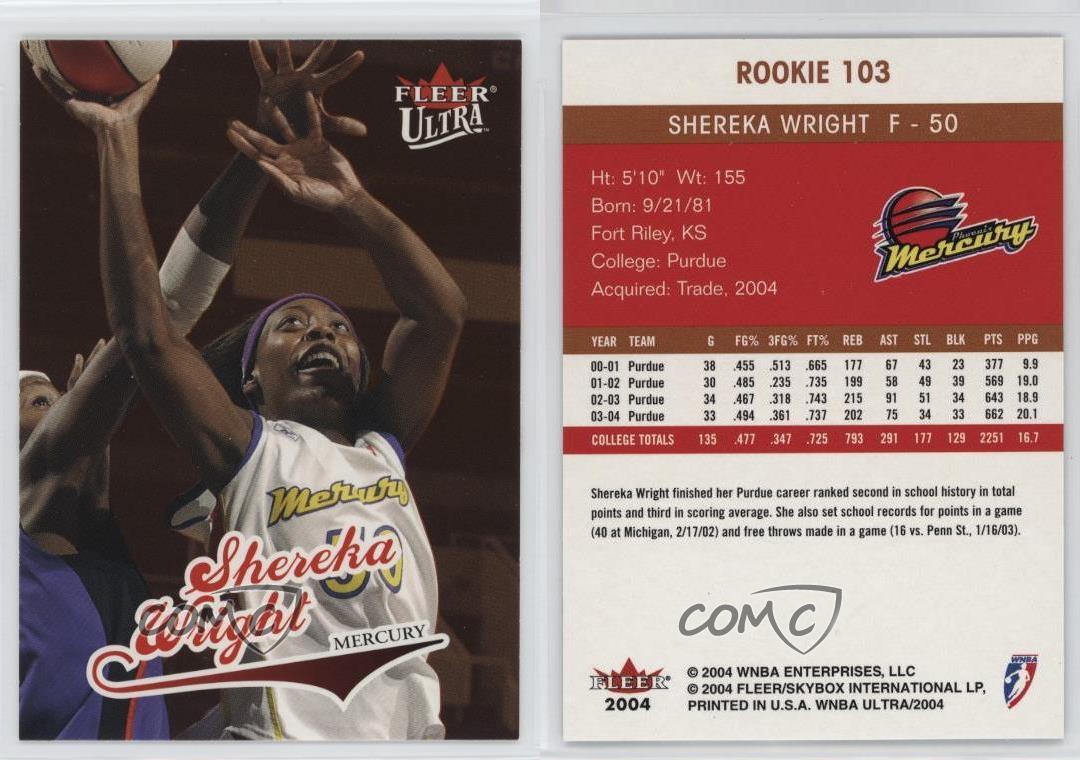 FLEER®
ULTRA™
Mercury
50
Shereka
Wright
MERCURY
COMC
ROOKIE 103
SHEREKA WRIGHT F - 50
Ht: 5'10" Wt: 155
Born: 9/21/81
Fort Riley, KS
College: Purdue
Acquired: Trade, 2004
Phoenix
Mercury
YEAR TEAM G FG% 3FG% FT% REB AST STL BLK PTS PPG
00-01 Purdue 38 .455 .513 .665 177 67 43 23 377 9.9
01-02 Purdue 30 .485 .235 .735 199 58 49 39 569 19.0
02-03 Purdue 34 .467 .318 .743 215 91 51 34 643 18.9
03-04 Purdue 33 .494 .361 .737 202 75 34 33 662 20.1
COLLEGE TOTALS 135 .477 .347 .725 793 291 177 129 2251 16.7
Shereka Wright finished her Purdue career ranked second in school history in total
points and third in scoring average. She also set school records for points in a game
(40 at Michigan, 2/17/02) and free throws made in a game (16 vs. Penn St., 1/16/03).
COMC
FLEER®
2004
© 2004 WNBA ENTERPRISES, LLC
© 2004 FLEER/SKYBOX INTERNATIONAL LP,
PRINTED IN U.S.A. WNBA ULTRA/2004
WNBA